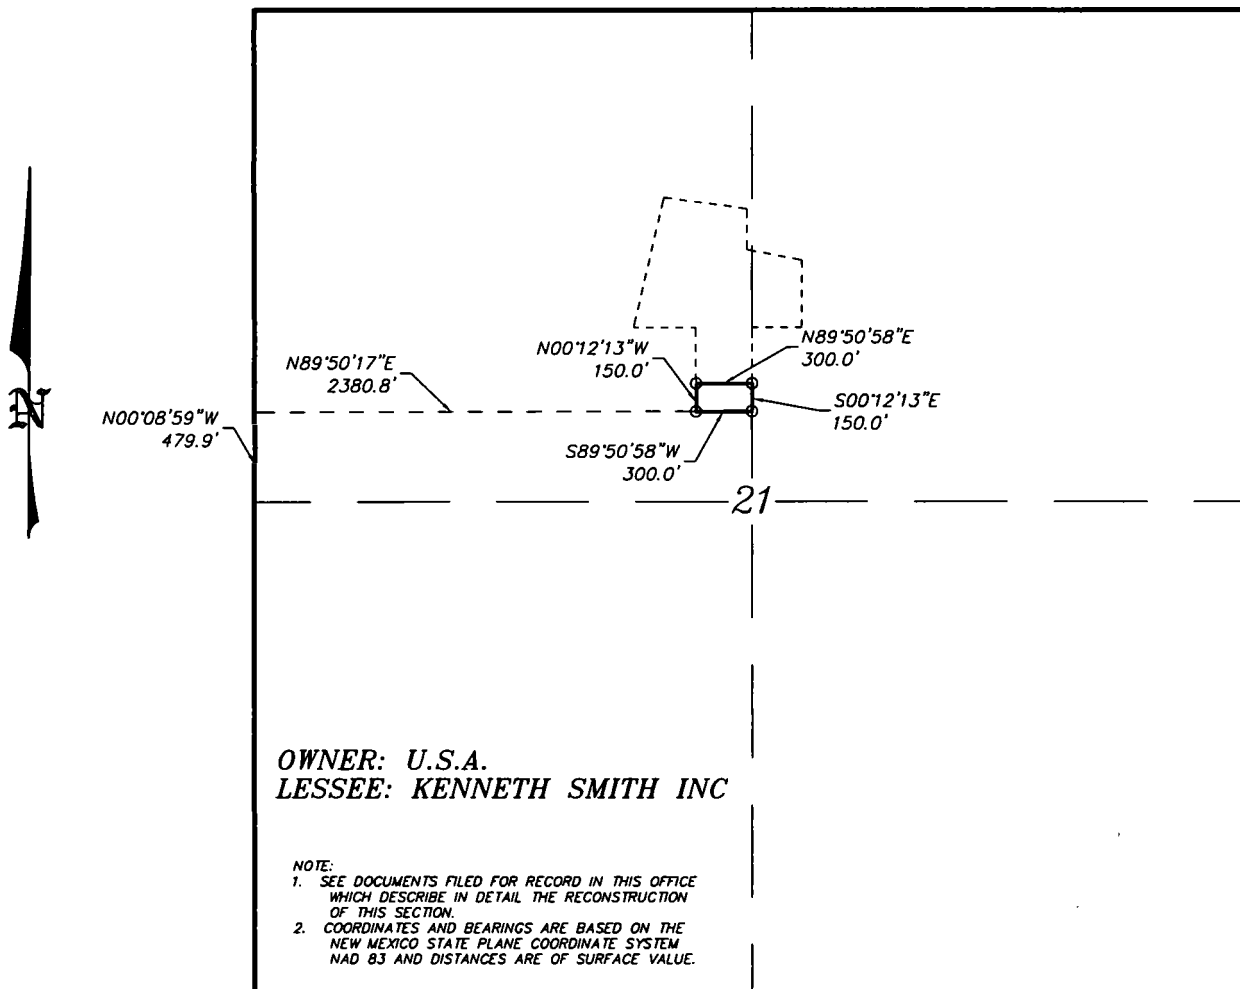 N89°50'58"E
300.0'
N00°12'13"W
150.0'
N89°50'17"E
2380.8'
S00°12'13"E
150.0'
N00°08'59"W
479.9'
S89°50'58"W
300.0'
21
N
OWNER: U.S.A.
LESSEE: KENNETH SMITH INC
NOTE:
1. SEE DOCUMENTS FILED FOR RECORD IN THIS OFFICE
WHICH DESCRIBE IN DETAIL THE RECONSTRUCTION
OF THIS SECTION.
2. COORDINATES AND BEARINGS ARE BASED ON THE
NEW MEXICO STATE PLANE COORDINATE SYSTEM
NAD 83 AND DISTANCES ARE OF SURFACE VALUE.